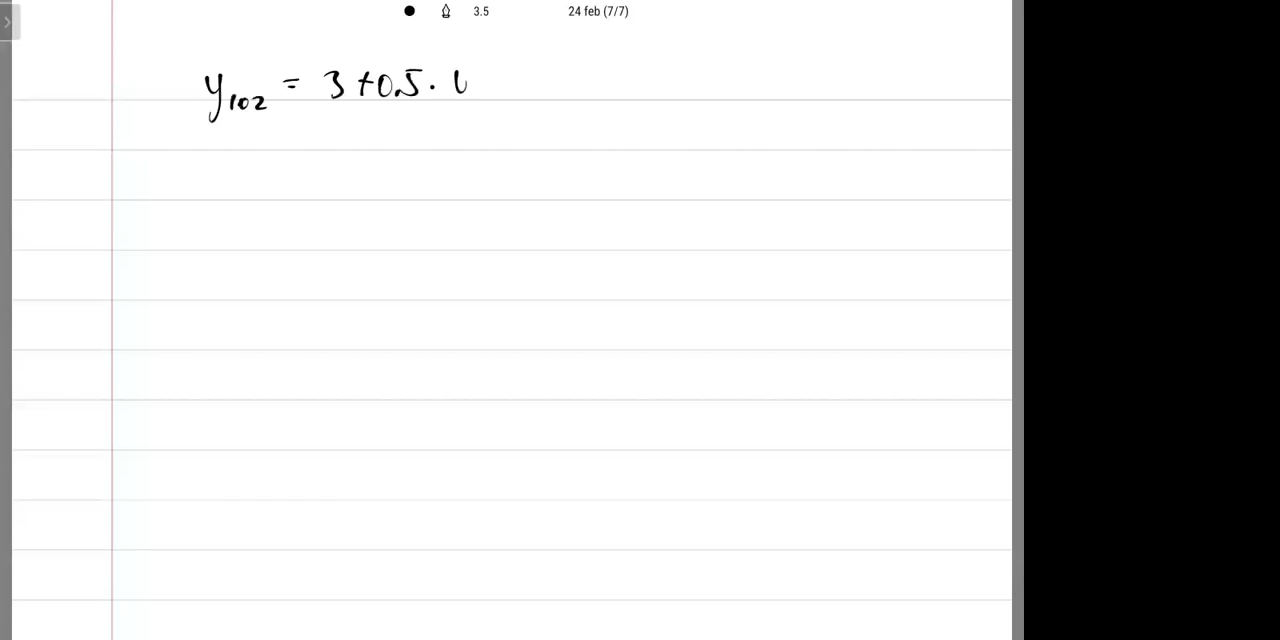 3.5 24 feb (7/7)
y₁₀₂ = 3 + 0.5 ·